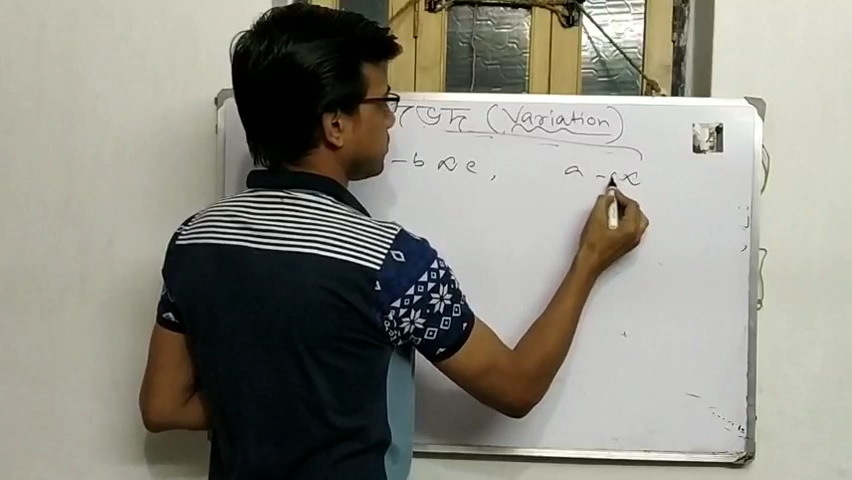 ভেদ (Variation)
-b ∝ c, a - c ∝